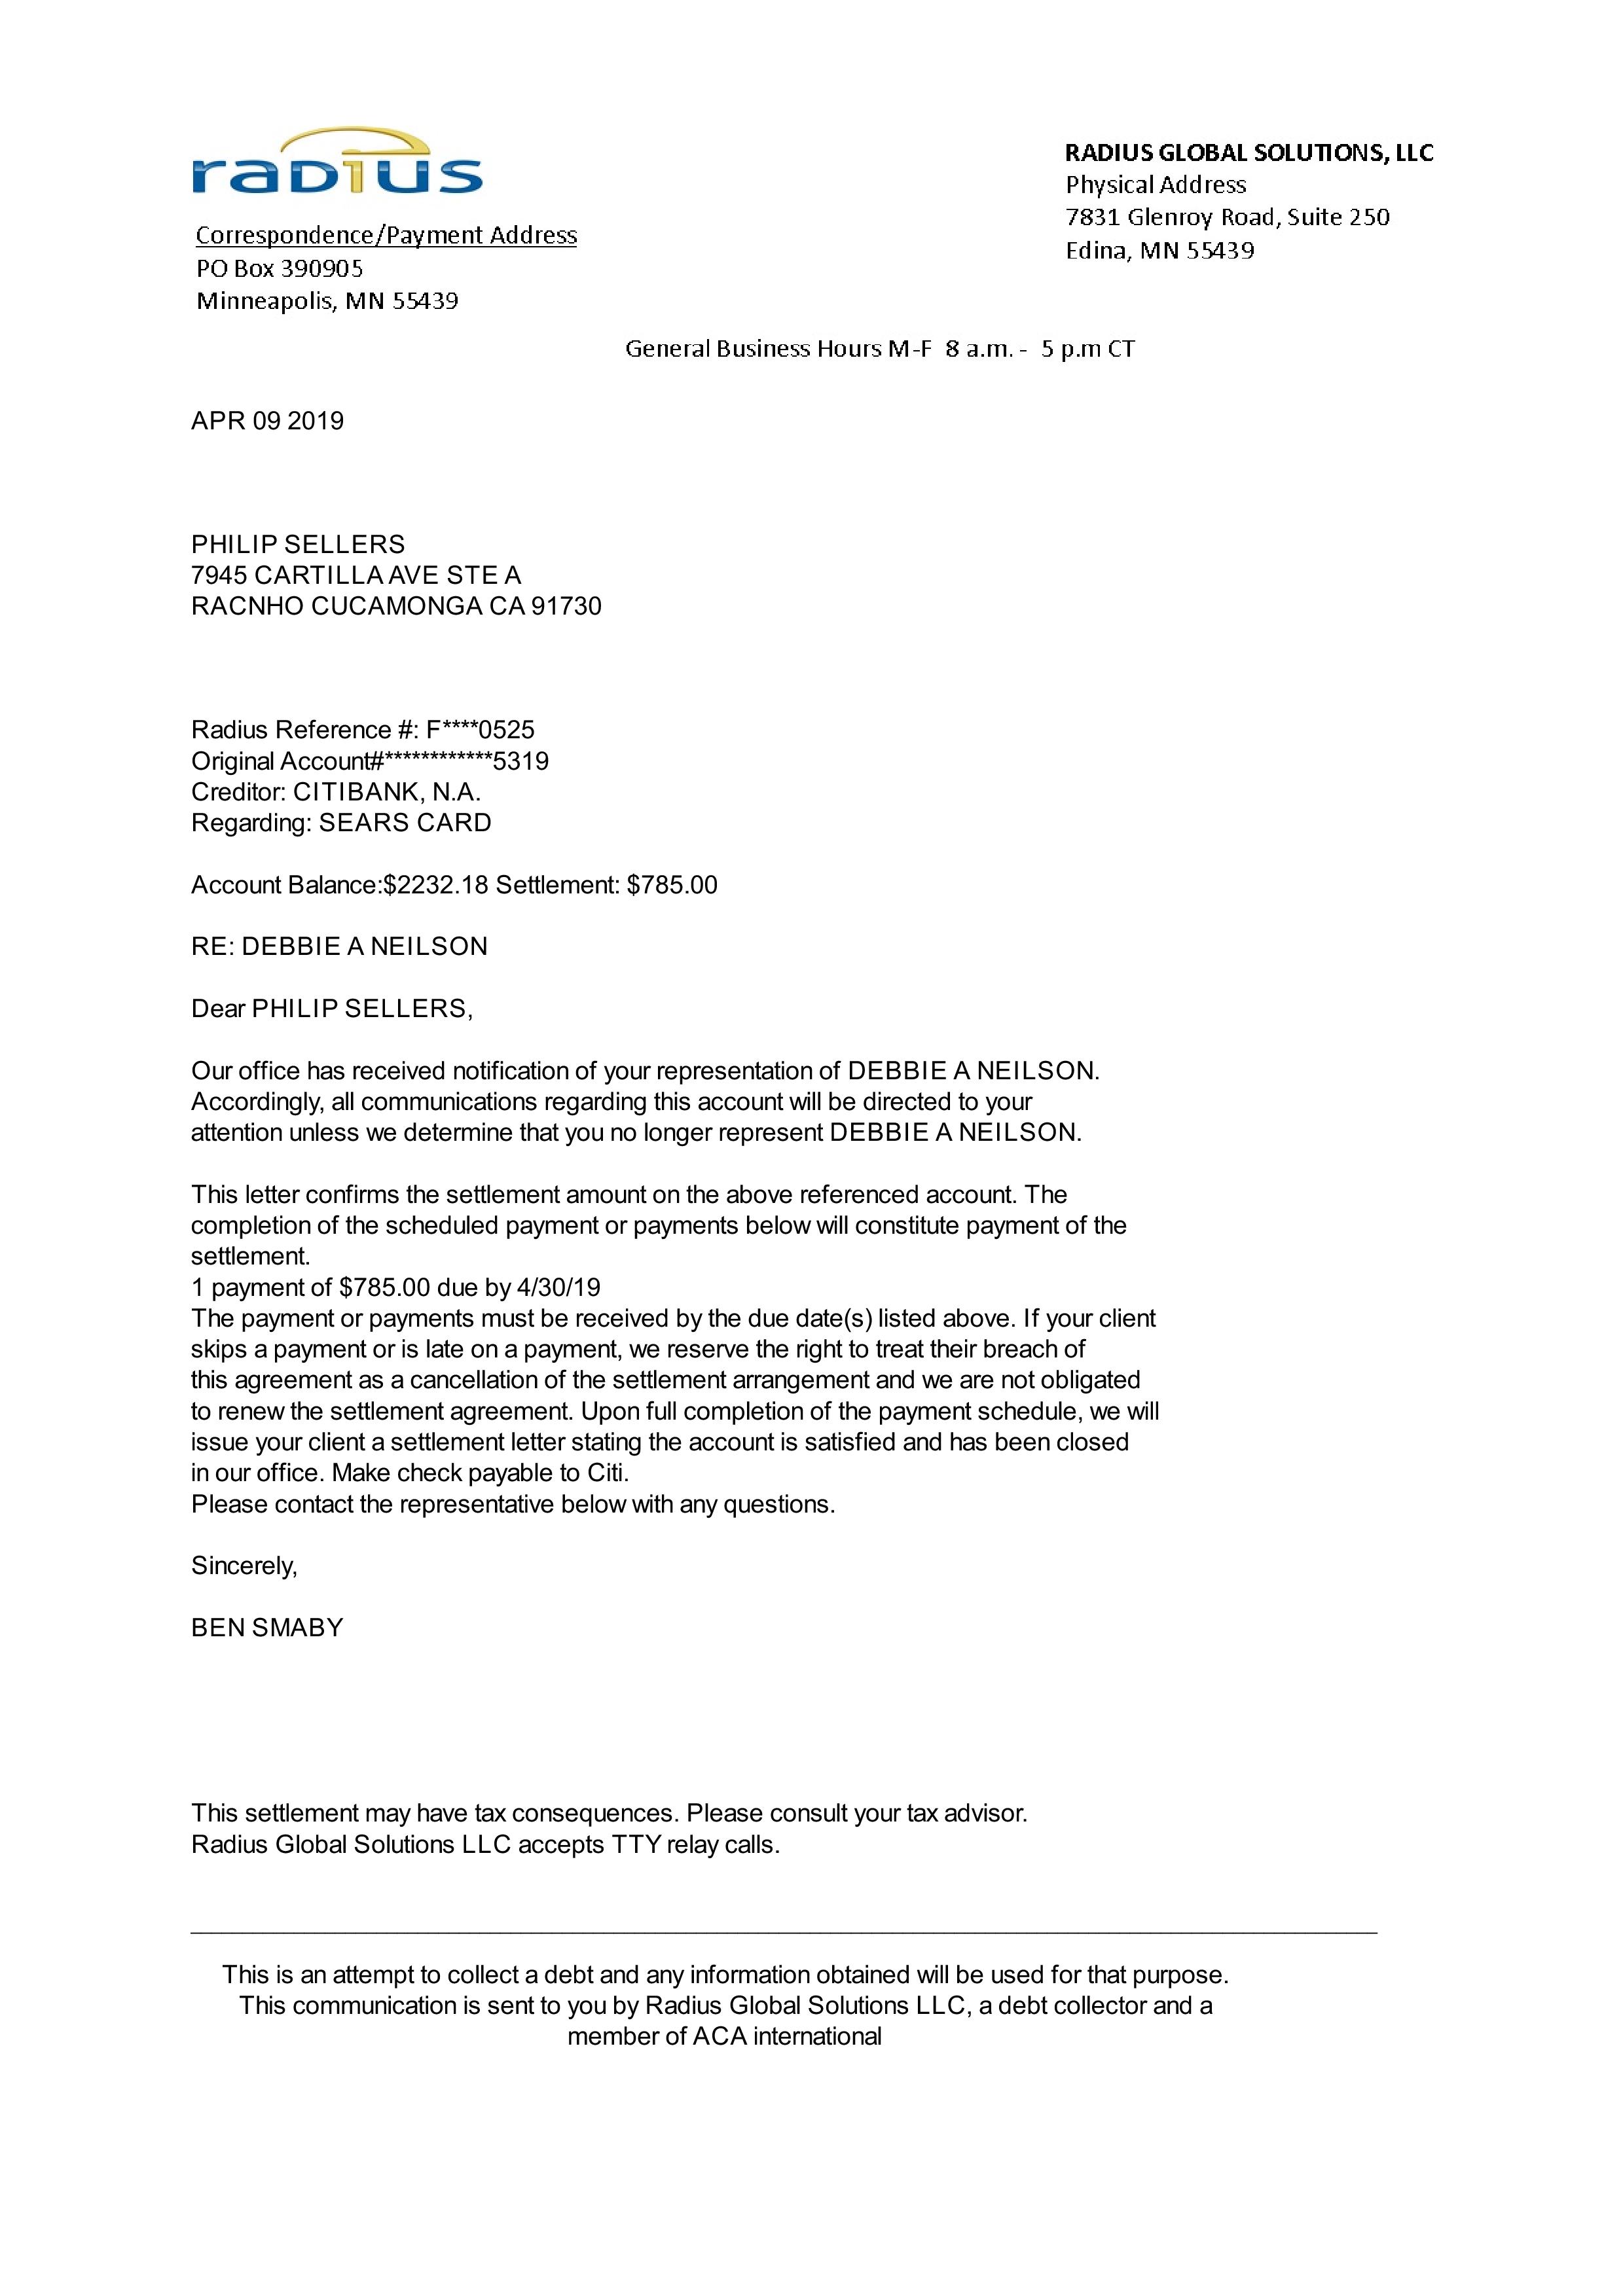 radius
RADIUS GLOBAL SOLUTIONS, LLC
Physical Address
7831 Glenroy Road, Suite 250
Edina, MN 55439
Correspondence/Payment Address
PO Box 390905
Minneapolis, MN 55439
General Business Hours M-F 8 a.m. - 5 p.m CT
APR 09 2019
PHILIP SELLERS
7945 CARTILLA AVE STE A
RACNHO CUCAMONGA CA 91730
Radius Reference #: F****0525
Original Account#************5319
Creditor: CITIBANK, N.A.
Regarding: SEARS CARD
Account Balance:$2232.18 Settlement: $785.00
RE: DEBBIE A NEILSON
Dear PHILIP SELLERS,
Our office has received notification of your representation of DEBBIE A NEILSON.
Accordingly, all communications regarding this account will be directed to your
attention unless we determine that you no longer represent DEBBIE A NEILSON.
This letter confirms the settlement amount on the above referenced account. The
completion of the scheduled payment or payments below will constitute payment of the
settlement.
1 payment of $785.00 due by 4/30/19
The payment or payments must be received by the due date(s) listed above. If your client
skips a payment or is late on a payment, we reserve the right to treat their breach of
this agreement as a cancellation of the settlement arrangement and we are not obligated
to renew the settlement agreement. Upon full completion of the payment schedule, we will
issue your client a settlement letter stating the account is satisfied and has been closed
in our office. Make check payable to Citi.
Please contact the representative below with any questions.
Sincerely,
BEN SMABY
This settlement may have tax consequences. Please consult your tax advisor.
Radius Global Solutions LLC accepts TTY relay calls.
This is an attempt to collect a debt and any information obtained will be used for that purpose.
This communication is sent to you by Radius Global Solutions LLC, a debt collector and a
member of ACA international